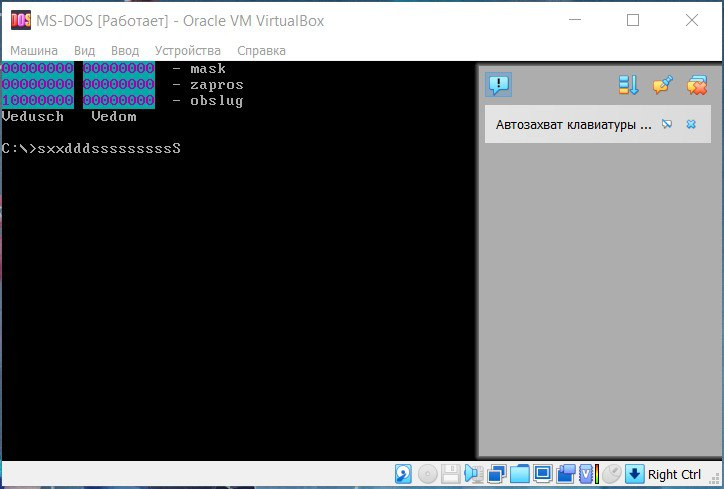 MS-DOS [Работает] - Oracle VM VirtualBox
Машина Вид Ввод Устройства Справка
00000000 00000000 - mask
00000000 00000000 - zapros
10000000 00000000 - obslug
Vedusch Vedom
C:\>sxxdddsssssssssS
Автозахват клавиатуры ...
Right Ctrl